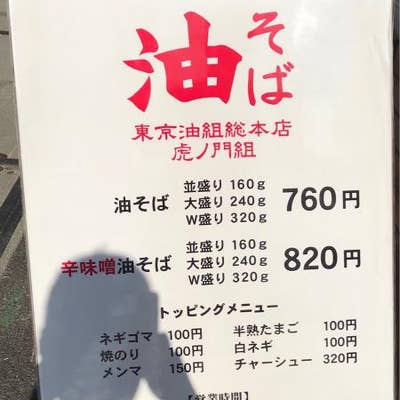 油そば
東京油組総本店
虎ノ門組
油そば 並盛り 160g 大盛り 240g W盛り 320g 760円
辛味噌油そば 並盛り 160g 大盛り 240g W盛り 320g 820円
トッピングメニュー
ネギゴマ 100円 半熟たまご 100円
焼のり 100円 白ネギ 100円
メンマ 150円 チャーシュー 320円
【営業時間】